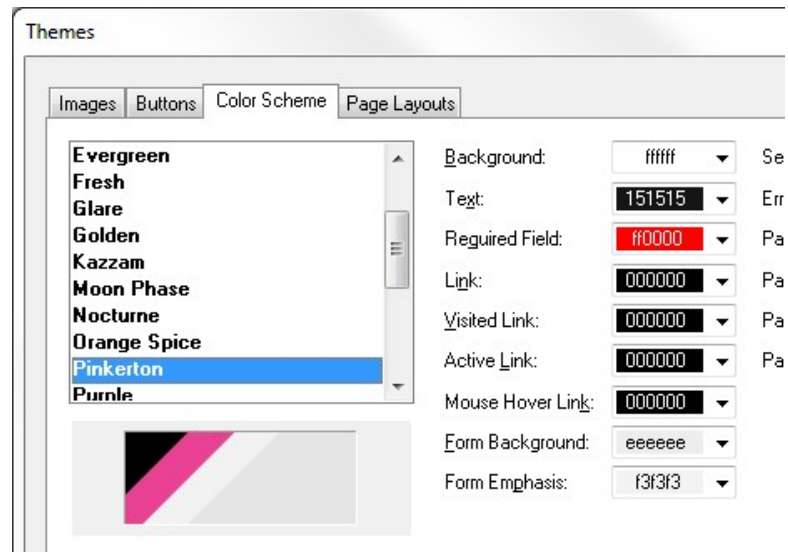 Themes
Images Buttons Color Scheme Page Layouts
Evergreen
Fresh
Glare
Golden
Kazzam
Moon Phase
Nocturne
Orange Spice
Pinkerton
Purple
Background: ffffff
Text: 151515
Required Field: ff0000
Link: 000000
Visited Link: 000000
Active Link: 000000
Mouse Hover Link: 000000
Form Background: eeeeee
Form Emphasis: f3f3f3
Se
Err
Pa
Pa
Pa
Pa